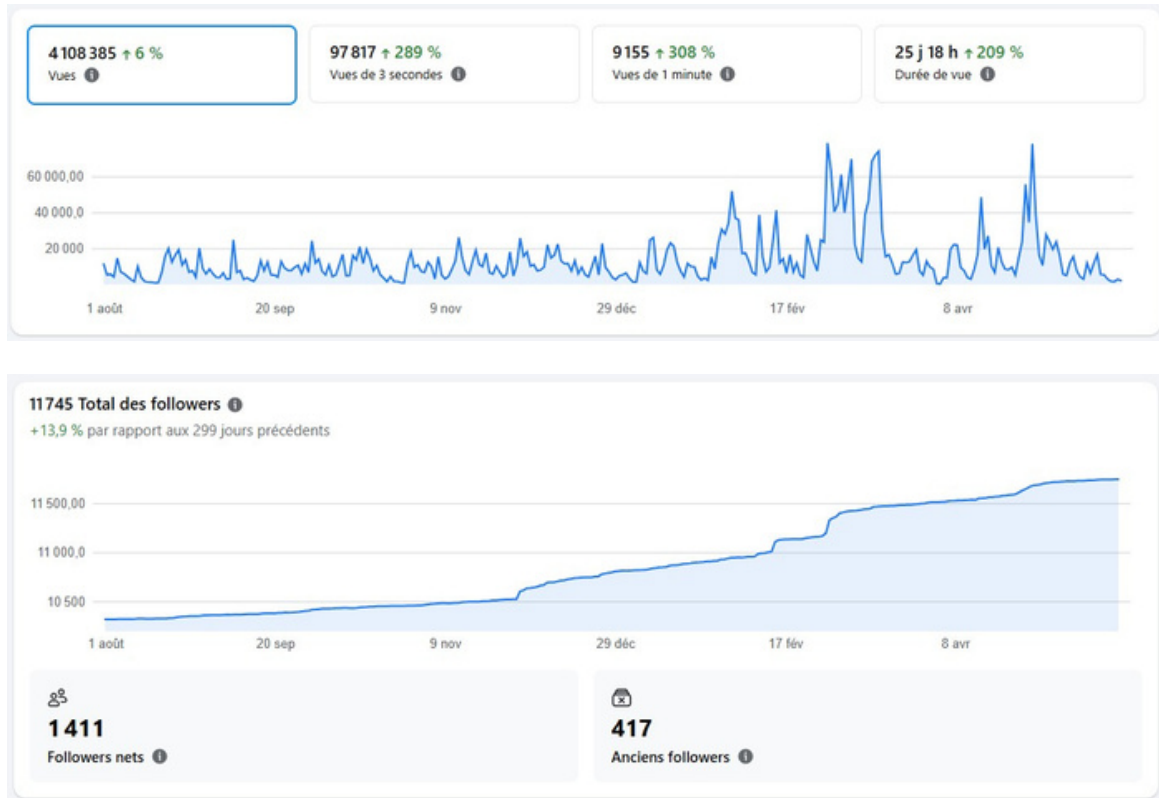 4 108 385 ↑ 6 %
Vues
97 817 ↑ 289 %
Vues de 3 secondes
9 155 ↑ 308 %
Vues de 1 minute
25 j 18 h ↑ 209 %
Durée de vue
60 000,00
40 000,0
20 000
1 août 20 sep 9 nov 29 déc 17 fév 8 avr
11 745 Total des followers
+13,9 % par rapport aux 299 jours précédents
11 500,00
11 000,0
10 500
1 août 20 sep 9 nov 29 déc 17 fév 8 avr
1 411
Followers nets
417
Anciens followers